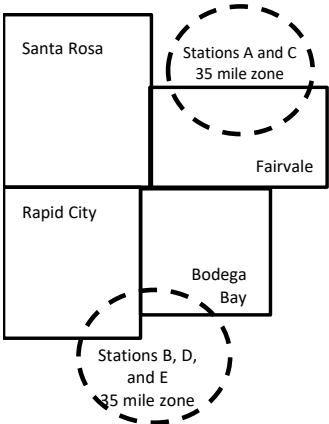 Santa Rosa
Stations A and C
35 mile zone
Fairvale
Rapid City
Bodega
Bay
Stations B, D,
and E
35 mile zone